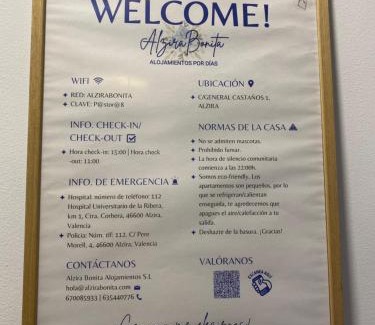 WELCOME!
AlziraBonita
ALOJAMIENTOS POR DÍAS
WIFI
RED: ALZIRABONITA
CLAVE:
INFO. CHECK-IN/
CHECK-OUT
Hora check-in: 15:00 | Hora check
-out: 11:00
INFO. DE EMERGENCIA
Hospital: número de teléfono: 112
Hospital Universitario de la Ribera,
km 1, Ctra. Corbera, 46600 Alzira,
Valencia
Policía: Núm. tlf: 112. C/ Pere
Morell, 4, 46600 Alzira, Valencia
CONTÁCTANOS
Alzira Bonita Alojamientos S.L
hola@alzirabonita.com
670085933 | 635440776
UBICACIÓN
C/GENERAL CASTAÑOS 1.
ALZIRA
NORMAS DE LA CASA
No se admiten mascotas.
Prohibido fumar.
La hora de silencio comunitaria
comienza a las 22:00h.
Somos eco-friendly. Los
apartamentos son pequeños, por lo
que se refrigeran/calientan
enseguida, te agradecemos que
apagues el aire/calefacción a tu
salida.
Deshazte de la basura. ¡Gracias!
VALÓRANOS
ESCANEA AQUÍ